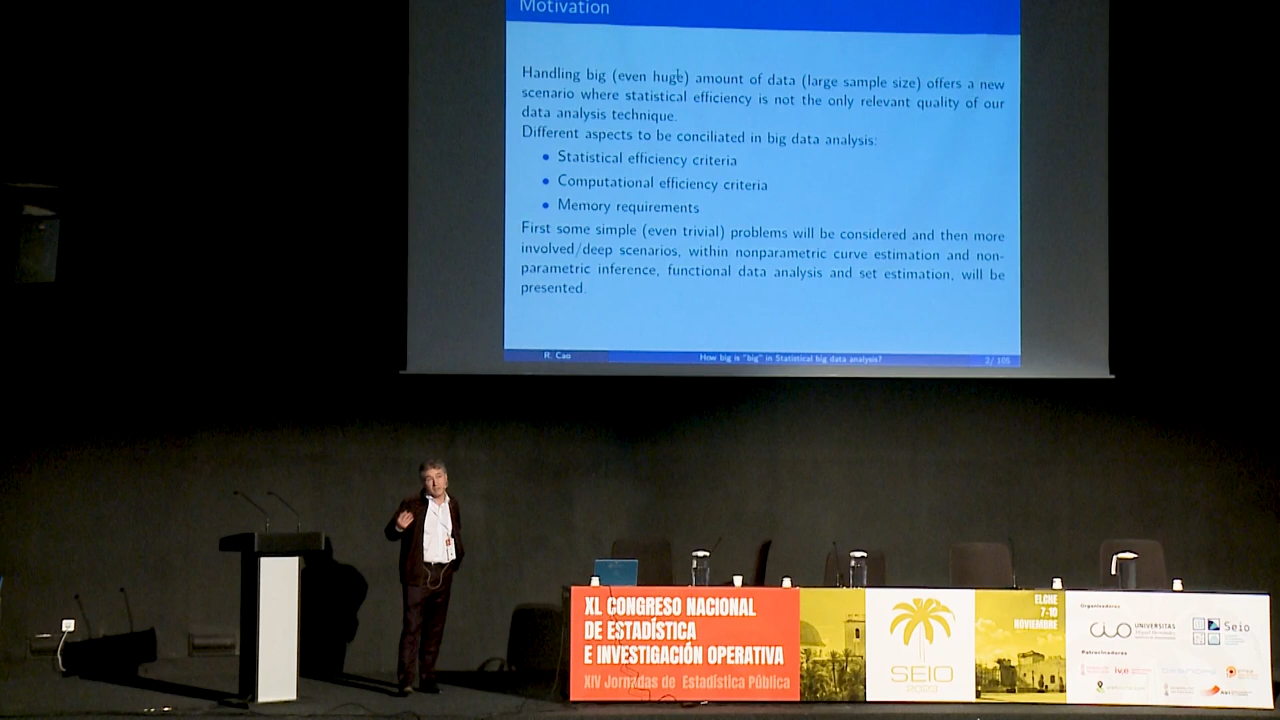 Motivation
Handling big (even huge) amount of data (large sample size) offers a new
scenario where statistical efficiency is not the only relevant quality of our
data analysis technique.
Different aspects to be conciliated in big data analysis:
• Statistical efficiency criteria
• Computational efficiency criteria
• Memory requirements
First some simple (even trivial) problems will be considered and then more
involved/deep scenarios, within nonparametric curve estimation and non-
parametric inference, functional data analysis and set estimation, will be
presented.
R. Cao
How big is "big" in Statistical big data analysis?
2/ 105
XL CONGRESO NACIONAL
DE ESTADÍSTICA
E INVESTIGACIÓN OPERATIVA
XIV Jornadas de Estadística Pública
SEIO
2023
ELCHE
7-10
NOVIEMBRE
Organizadores
CIO
UNIVERSITAS
Miguel Hernández
Seio
Patrocinadores